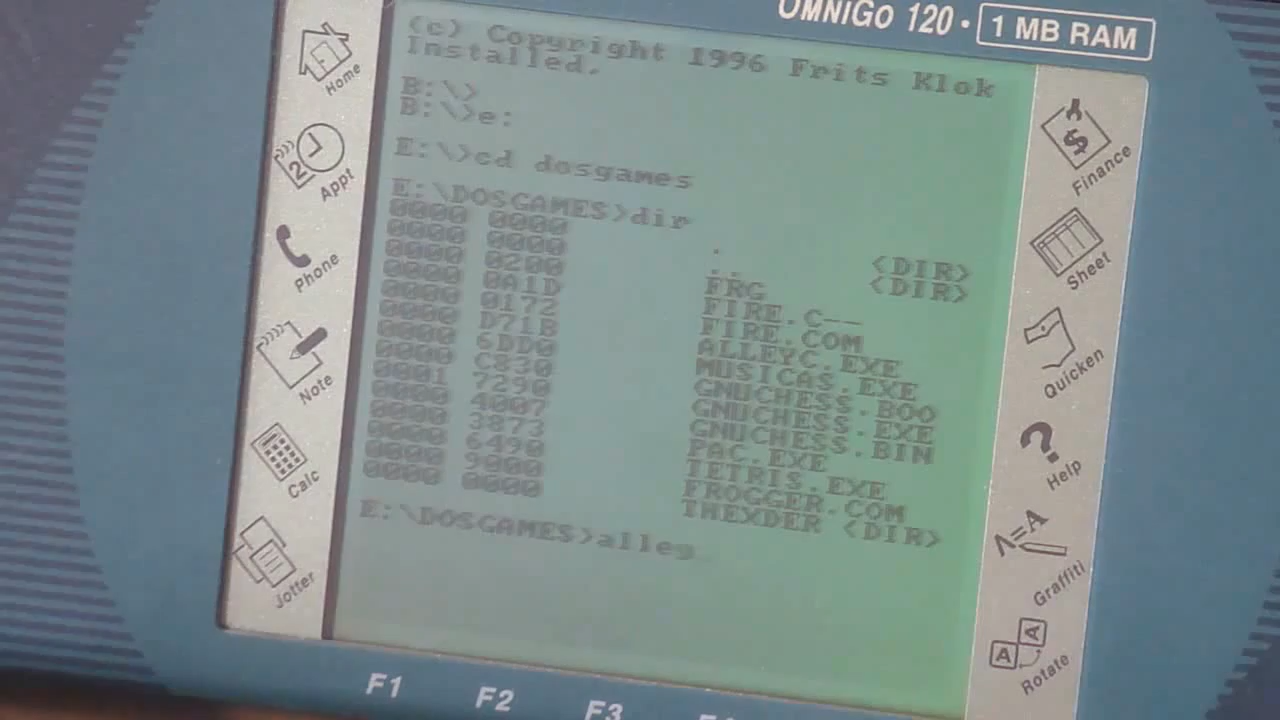 OMNIGO 120 • 1 MB RAM
(c) Copyright 1996 Frits Klok
Installed.
B:\>
B:\>e:
E:\>cd dosgames
E:\DOSGAMES>dir
0000 0000 . <DIR>
0000 0000 .. <DIR>
0000 0200 FRG
0000 0A1D FIRE.C--
0000 0172 FIRE.COM
0000 D71B ALLEYC.EXE
0000 6DD0 MUSICAS.EXE
0000 C830 GNUCHESS.BOO
0001 7290 GNUCHESS.EXE
0000 4007 GNUCHESS.BIN
0000 3873 PAC.EXE
0000 6490 TETRIS.EXE
0000 9000 FROGGER.COM
0000 0000 THEXDER <DIR>
E:\DOSGAMES>alley
Home
Appt
2
Phone
Note
Calc
Jotter
$
Finance
Sheet
Quicken
?
Help
Λ=A
Graffiti
A A
Rotate
F1 F2 F3